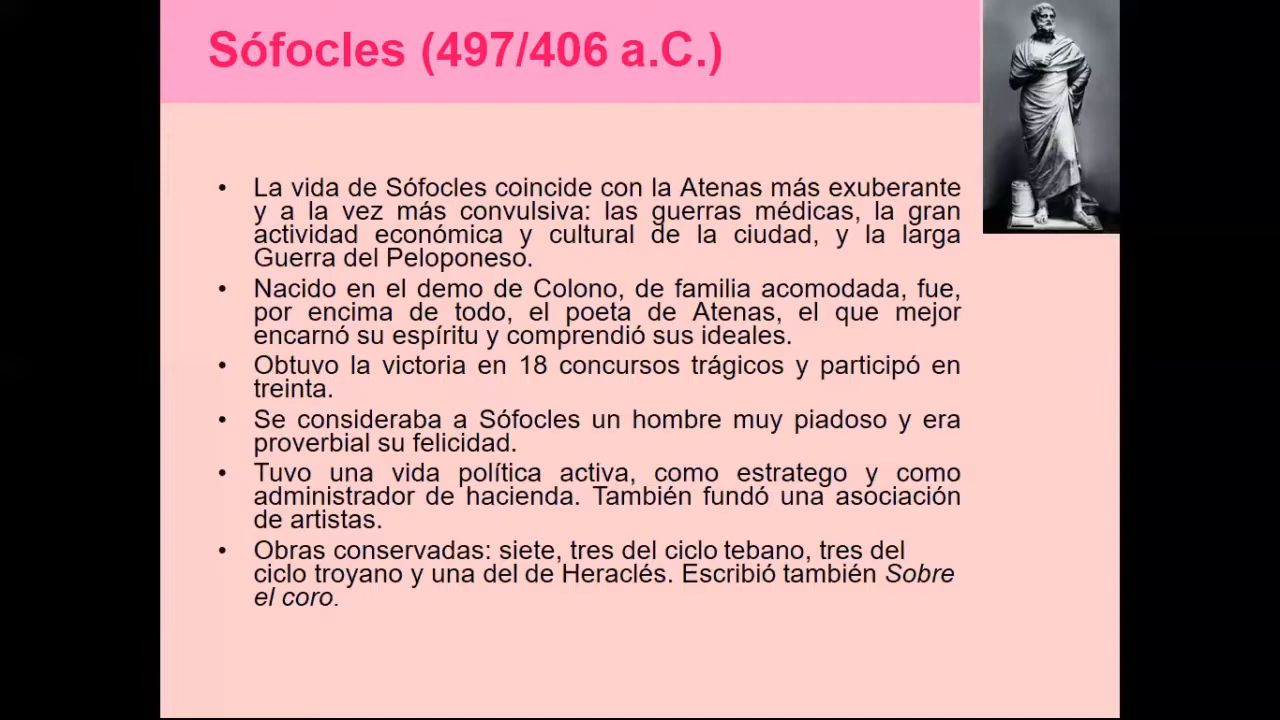 Sófocles (497/406 a.C.)
• La vida de Sófocles coincide con la Atenas más exuberante
y a la vez más convulsiva: las guerras médicas, la gran
actividad económica y cultural de la ciudad, y la larga
Guerra del Peloponeso.
• Nacido en el demo de Colono, de familia acomodada, fue,
por encima de todo, el poeta de Atenas, el que mejor
encarnó su espíritu y comprendió sus ideales.
• Obtuvo la victoria en 18 concursos trágicos y participó en
treinta.
• Se consideraba a Sófocles un hombre muy piadoso y era
proverbial su felicidad.
• Tuvo una vida política activa, como estratego y como
administrador de hacienda. También fundó una asociación
de artistas.
• Obras conservadas: siete, tres del ciclo tebano, tres del
ciclo troyano y una del de Heraclés. Escribió también Sobre
el coro.